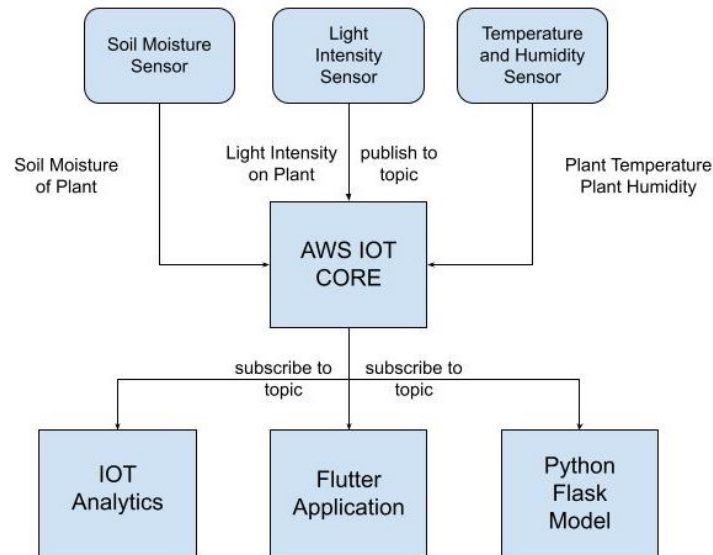 Soil Moisture
Sensor
Light
Intensity
Sensor
Temperature
and Humidity
Sensor
Soil Moisture
of Plant
Light Intensity
on Plant
publish to
topic
Plant Temperature
Plant Humidity
AWS IOT
CORE
subscribe to
topic
subscribe to
topic
IOT
Analytics
Flutter
Application
Python
Flask
Model